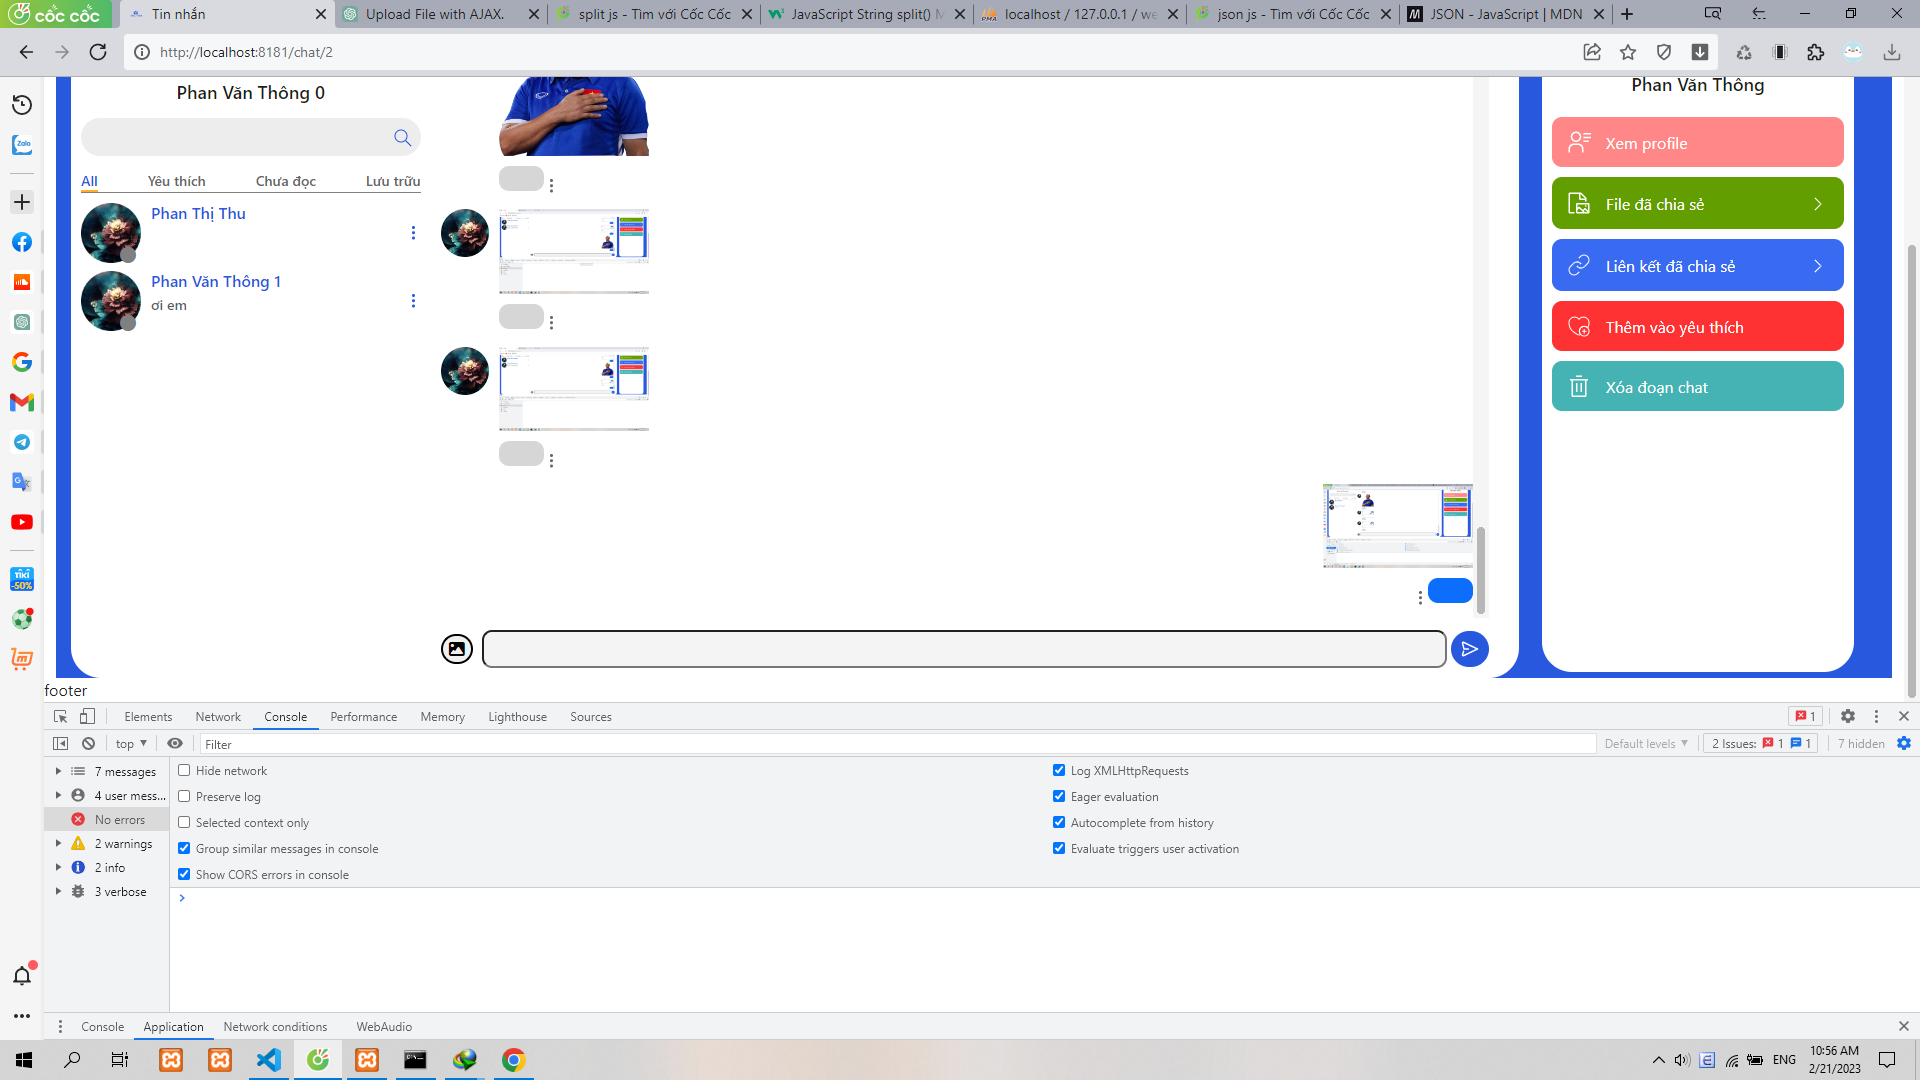 cốc cốc
Tin nhắn
Upload File with AJAX.
split js - Tìm với Cốc Cốc
JavaScript String split() M
localhost / 127.0.0.1 / we
json js - Tìm với Cốc Cốc
JSON - JavaScript | MDN
http://localhost:8181/chat/2
Phan Văn Thông 0
Phan Văn Thông
All
Yêu thích
Chưa đọc
Lưu trữu
Phan Thị Thu
Phan Văn Thông 1
ơi em
Xem profile
File đã chia sẻ
Liên kết đã chia sẻ
Thêm vào yêu thích
Xóa đoạn chat
Zalo
TIKI
-50%
footer
Elements
Network
Console
Performance
Memory
Lighthouse
Sources
1
top
Filter
Default levels
2 Issues: 1 1
7 hidden
7 messages
4 user mess...
No errors
2 warnings
2 info
3 verbose
Hide network
Preserve log
Selected context only
Group similar messages in console
Show CORS errors in console
Log XMLHttpRequests
Eager evaluation
Autocomplete from history
Evaluate triggers user activation
Console
Application
Network conditions
WebAudio
ENG
10:56 AM
2/21/2023